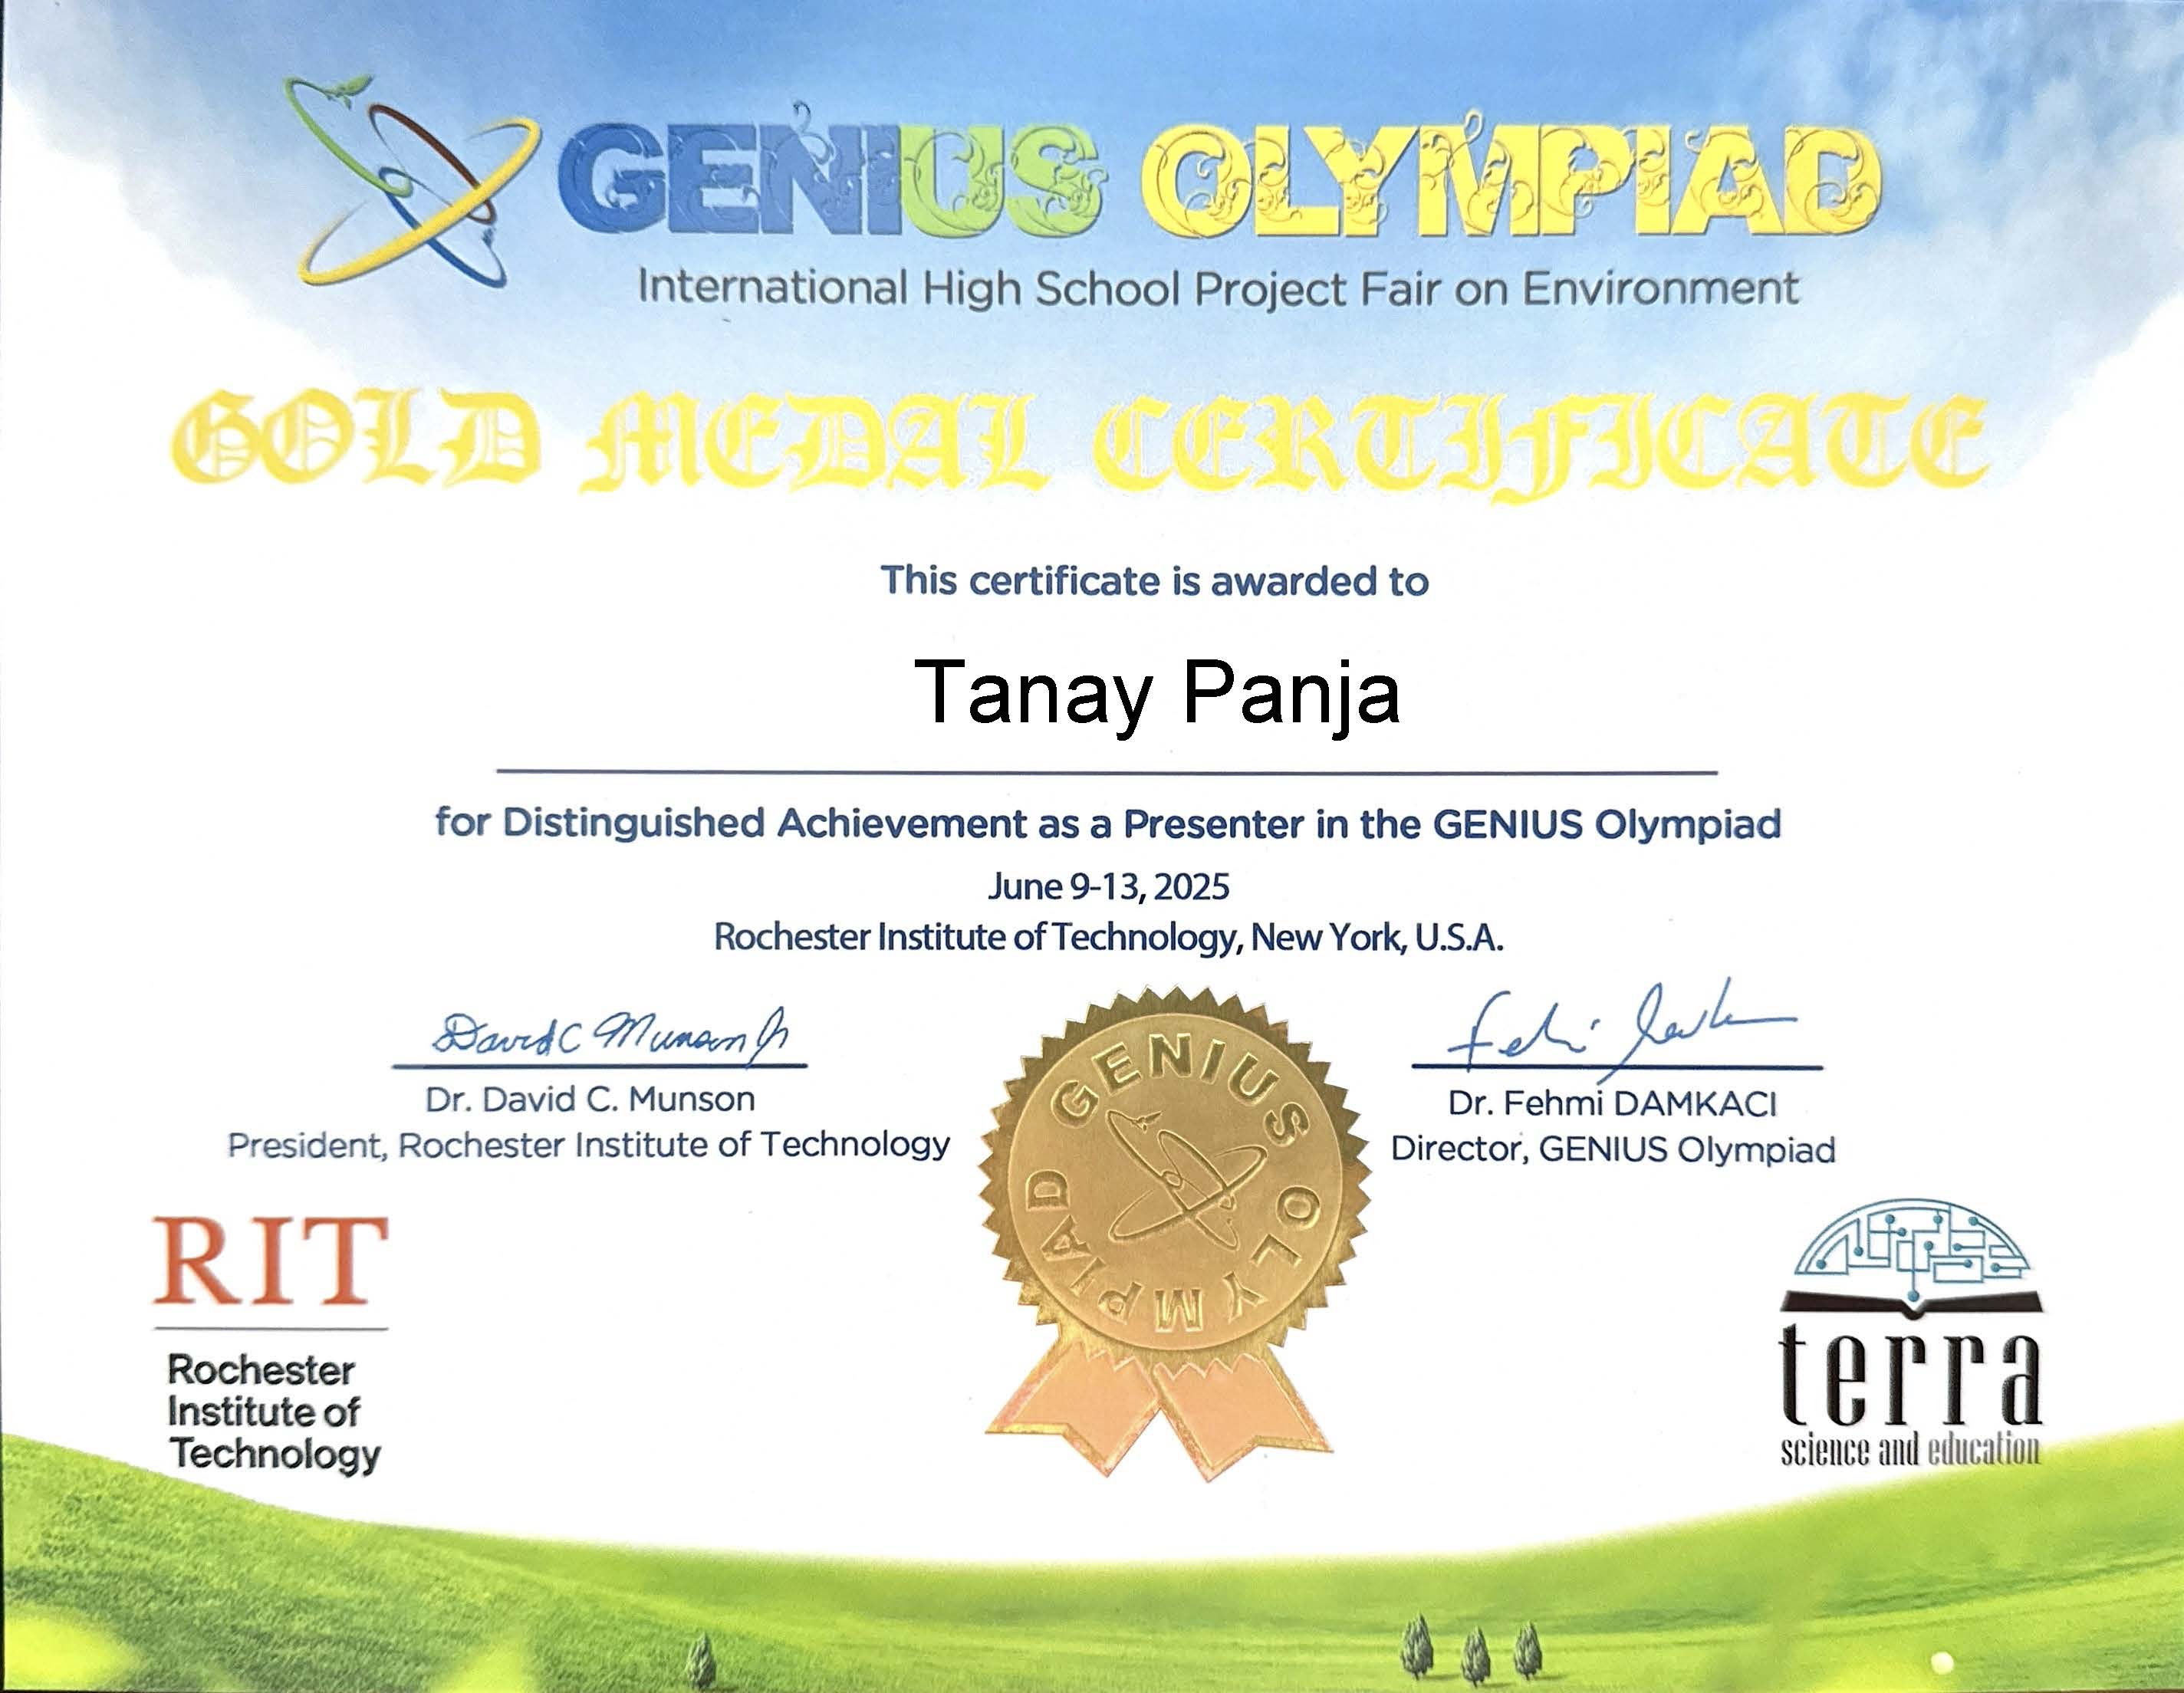 GENIUS OLYMPIAD
International High School Project Fair on Environment
GOLD MEDAL CERTIFICATE
This certificate is awarded to
Tanay Panja
for Distinguished Achievement as a Presenter in the GENIUS Olympiad
June 9-13, 2025
Rochester Institute of Technology, New York, U.S.A.
David C Munson Jr
Dr. David C. Munson
President, Rochester Institute of Technology
Dr. Fehmi DAMKACI
Director, GENIUS Olympiad
GENIUS OLYMPIAD
RIT
Rochester
Institute of
Technology
terra
science and education